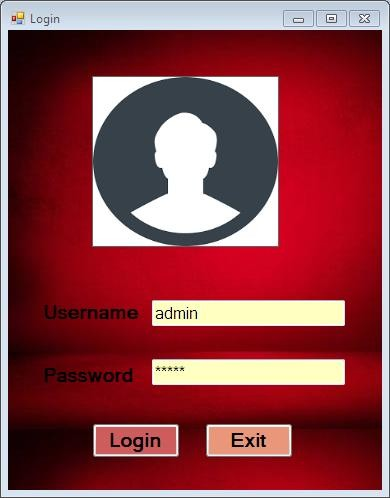 Login
Username admin
Password *****
Login Exit